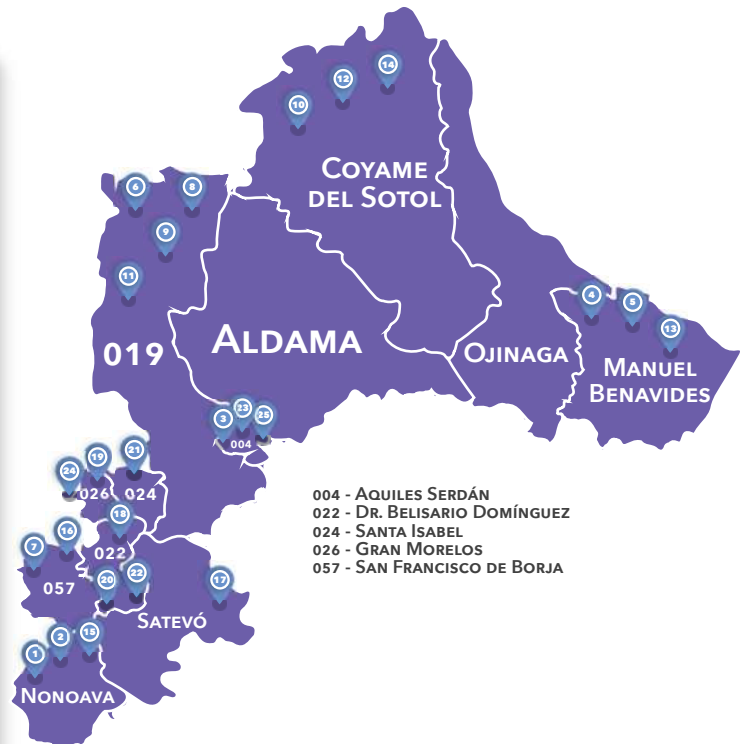 14
12
10
COYAME
DEL SOTOL
6
8
9
11
4
5
13
019
ALDAMA
OJINAGA
MANUEL
BENAVIDES
3
23
25
004
24
19
21
026
024
18
7
16
022
057
20
22
17
SATEVÓ
1
2
15
NONOAVA
004 - AQUILES SERDÁN
022 - DR. BELISARIO DOMÍNGUEZ
024 - SANTA ISABEL
026 - GRAN MORELOS
057 - SAN FRANCISCO DE BORJA